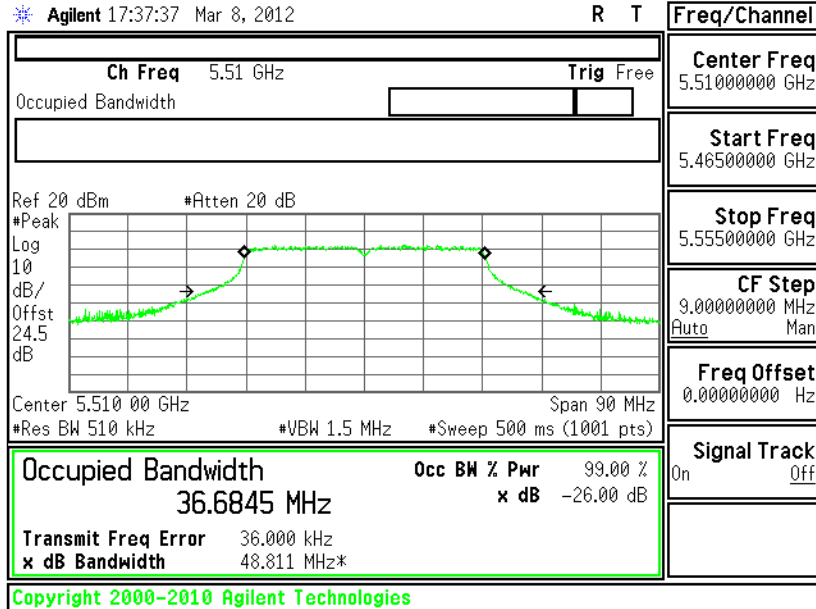 Agilent 17:37:37 Mar 8, 2012 R T
Freq/Channel
Ch Freq 5.51 GHz Trig Free
Occupied Bandwidth
Center Freq
5.51000000 GHz
Start Freq
5.46500000 GHz
Stop Freq
5.55500000 GHz
CF Step
9.00000000 MHz
Auto Man
Freq Offset
0.00000000 Hz
Signal Track
On Off
Ref 20 dBm #Atten 20 dB
#Peak
Log
10
dB/
Offst
24.5
dB
Center 5.510 00 GHz Span 90 MHz
#Res BW 510 kHz #VBW 1.5 MHz #Sweep 500 ms (1001 pts)
Occupied Bandwidth
36.6845 MHz
Occ BW % Pwr 99.00 %
x dB -26.00 dB
Transmit Freq Error 36.000 kHz
x dB Bandwidth 48.811 MHz*
Copyright 2000-2010 Agilent Technologies